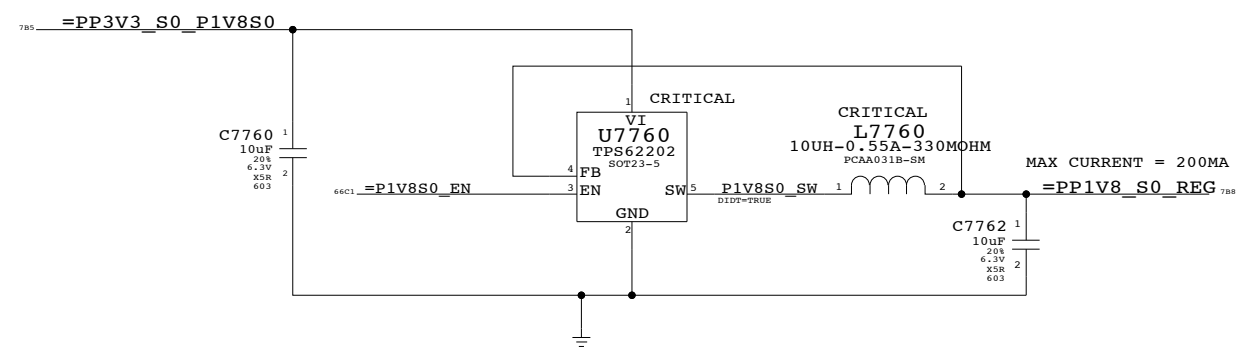 7B5 =PP3V3_S0_P1V8S0
1 CRITICAL
VI
U7760
TPS62202
SOT23-5
4 FB
3 EN
SW 5
GND
2
C7760 1
10uF
20%
6.3V
X5R 2
603
66C1 =P1V8S0_EN
P1V8S0_SW
DIDT=TRUE
CRITICAL
L7760
10UH-0.55A-330MOHM
PCAA031B-SM
1 2
MAX CURRENT = 200MA
=PP1V8_S0_REG 7B8
C7762 1
10uF
20%
6.3V 2
X5R
603